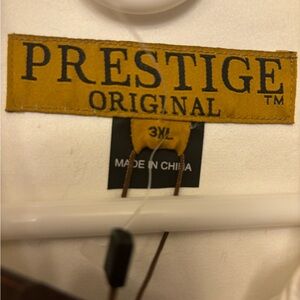 PRESTIGE
ORIGINAL
TM
3XL
MADE IN CHINA